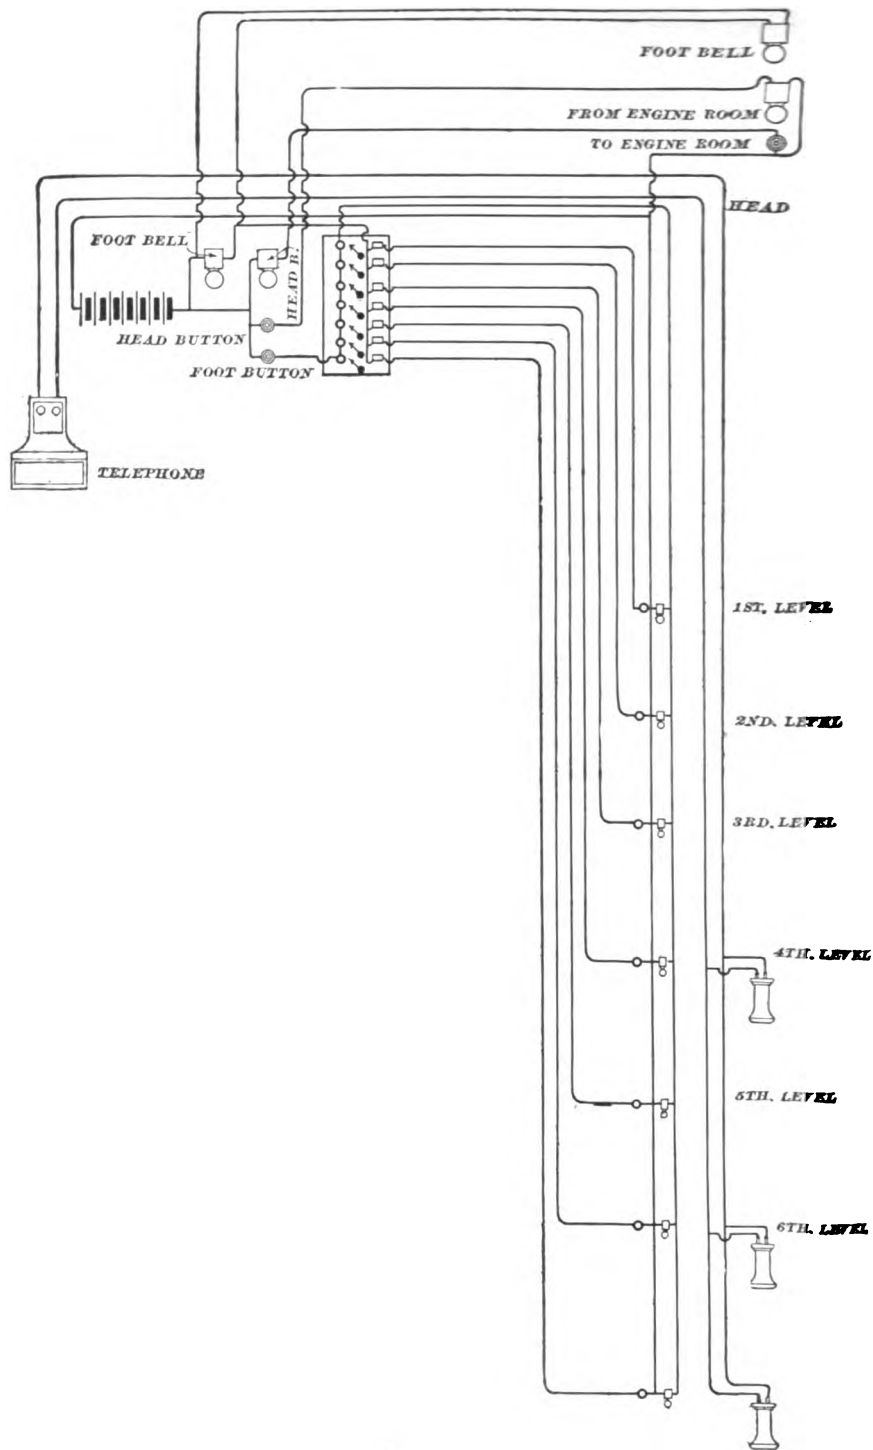 FOOT BELL
FROM ENGINE ROOM
TO ENGINE ROOM
HEAD
FOOT BELL
HEAD B.
HEAD BUTTON
FOOT BUTTON
TELEPHONE
1ST. LEVEL
2ND. LEVEL
3RD. LEVEL
4TH. LEVEL
5TH. LEVEL
6TH. LEVEL